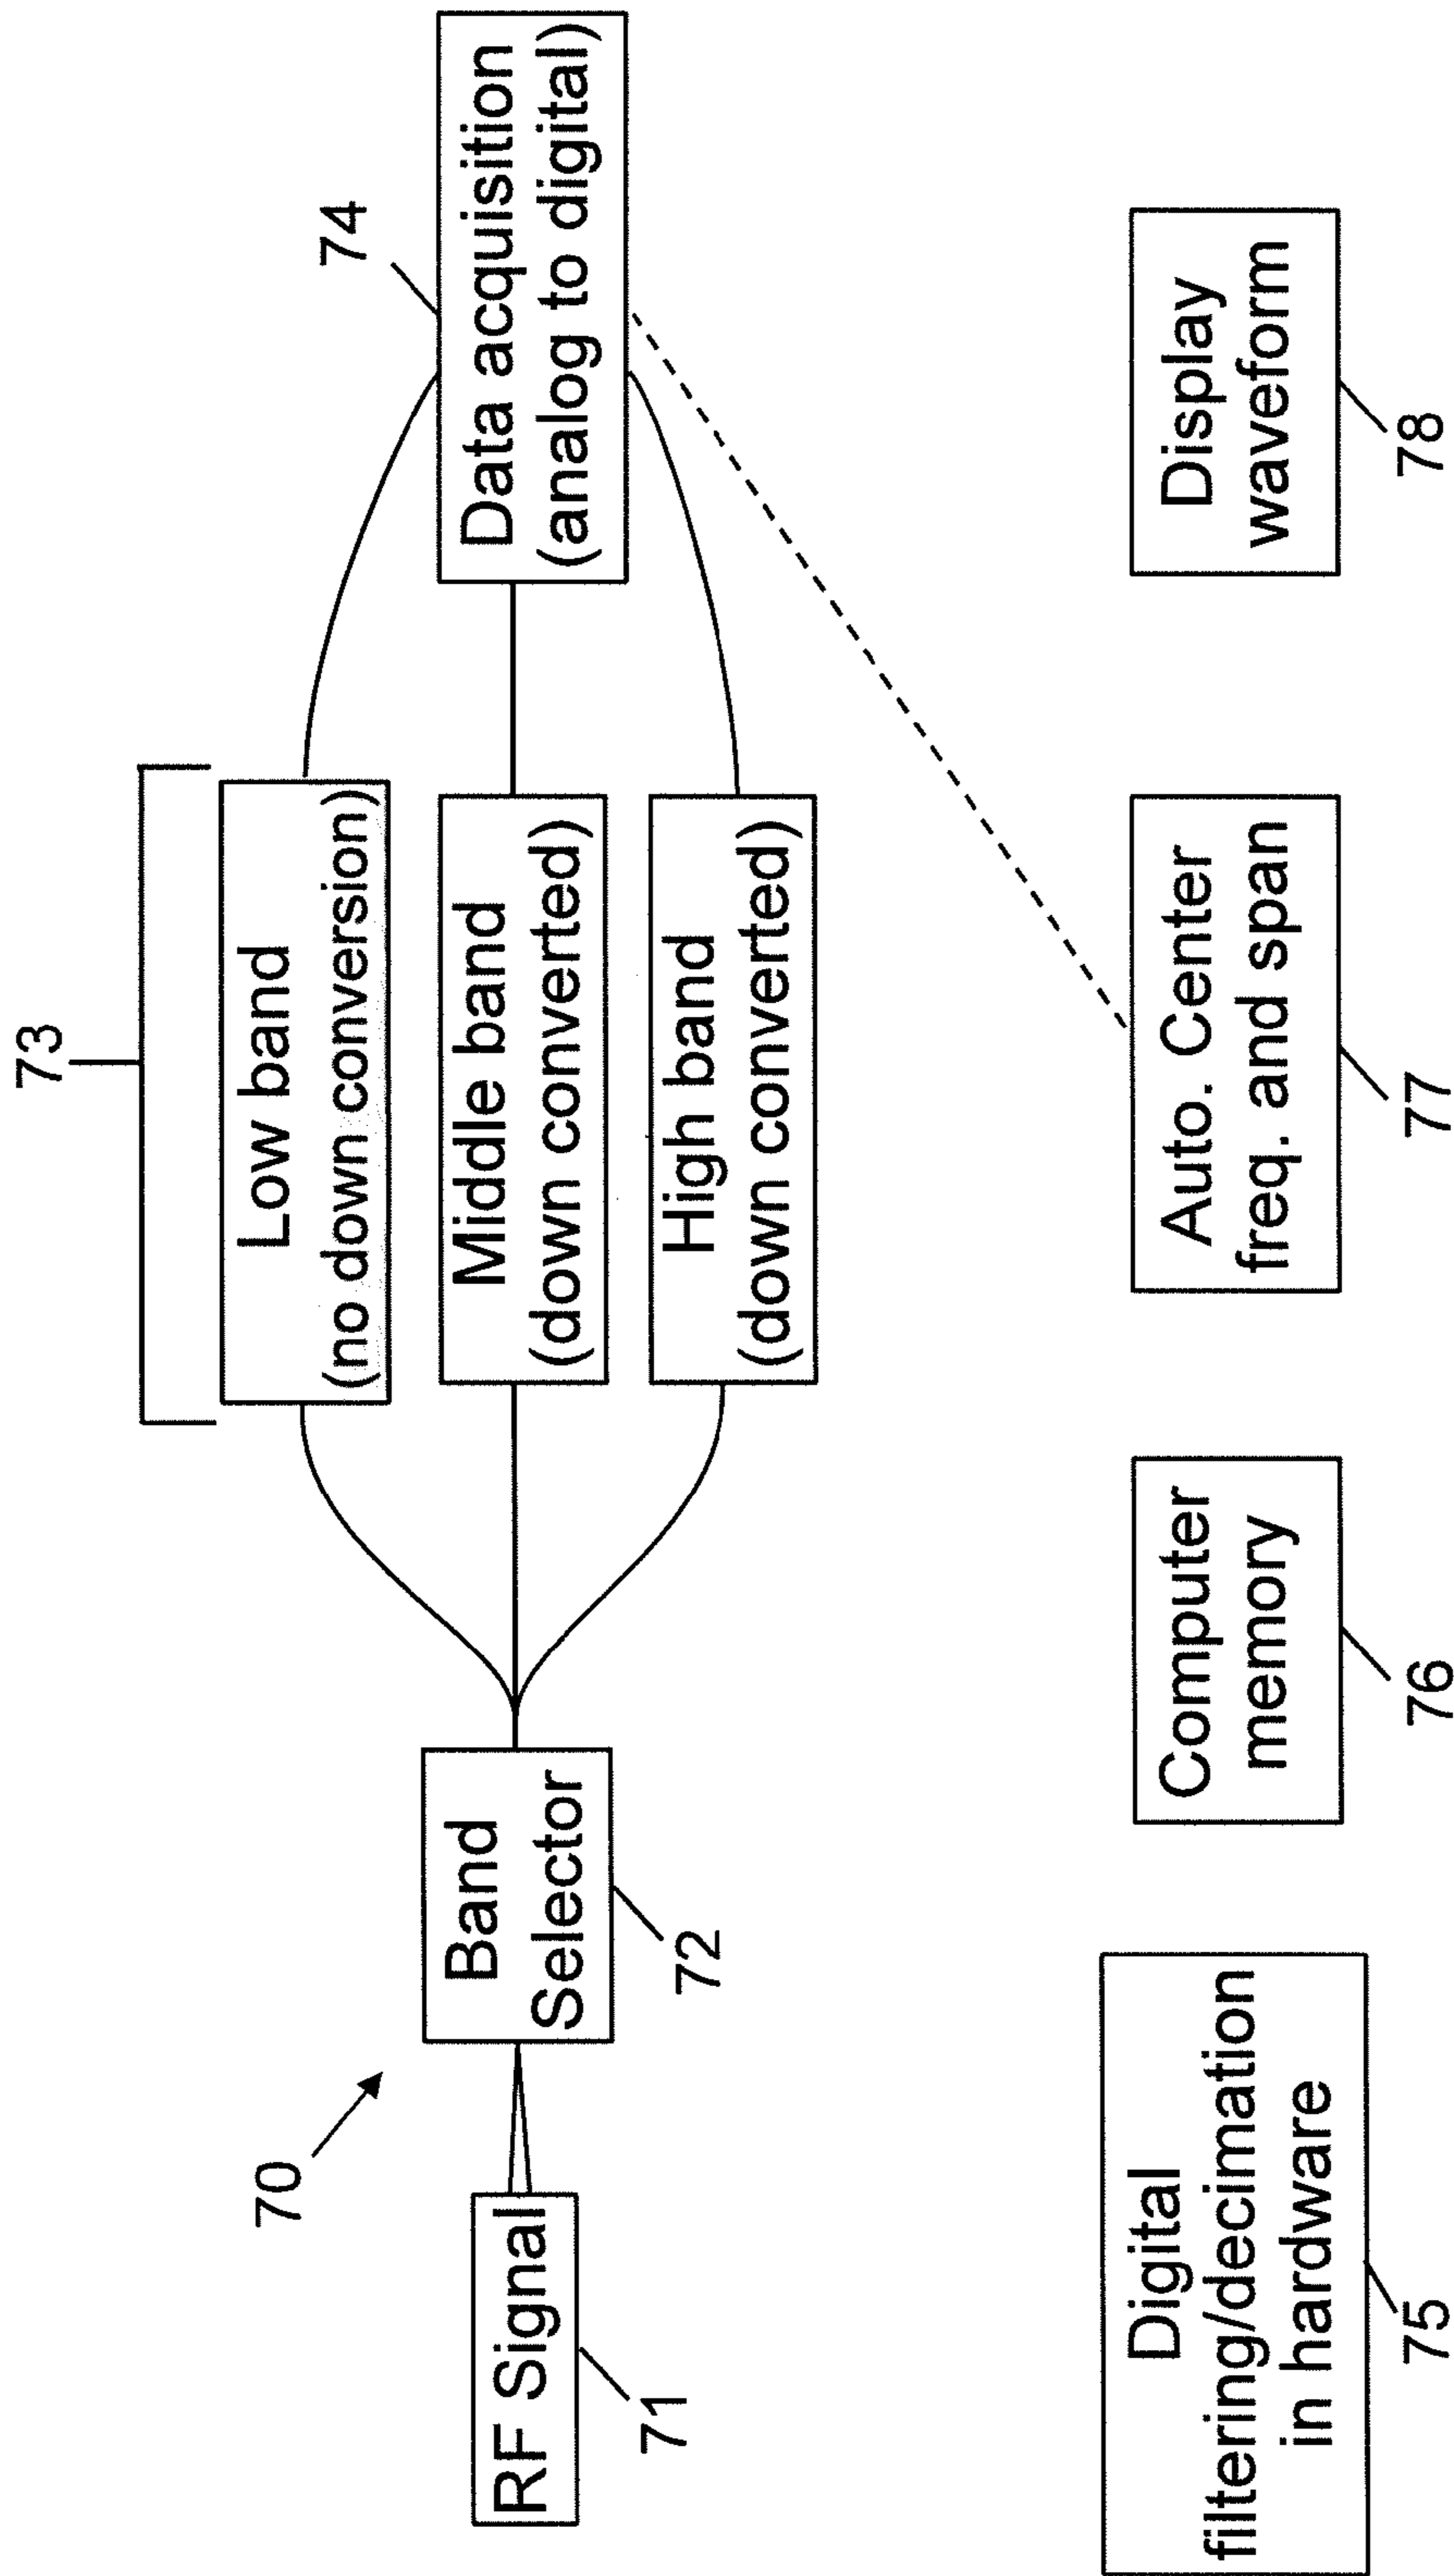 70
73
74
RF Signal
71
Band
Selector
72
Low band
(no down conversion)
Middle band
(down converted)
High band
(down converted)
Data acquisition
(analog to digital)
Digital
filtering/decimation
in hardware
75
Computer
memory
76
Auto. Center
freq. and span
77
Display
waveform
78